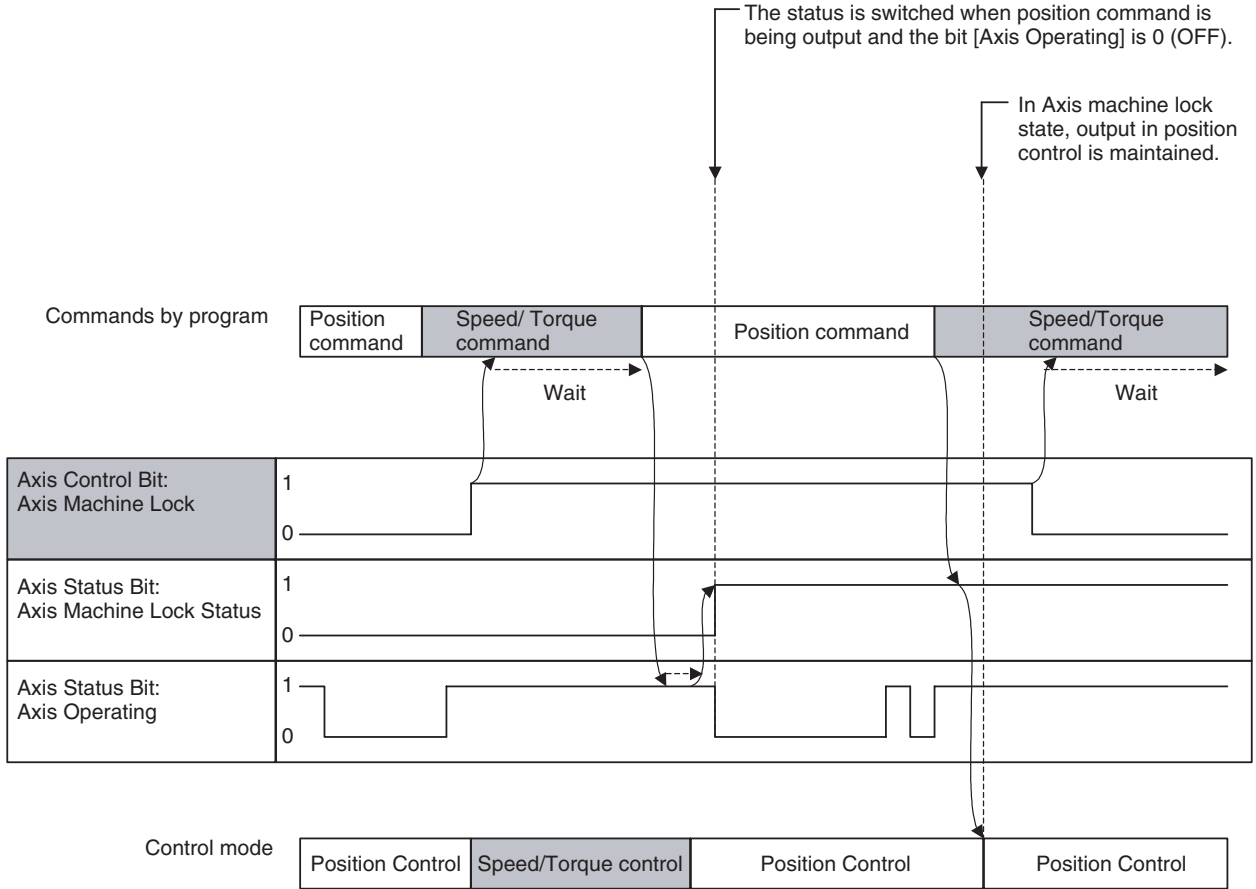 The status is switched when position command is
being output and the bit [Axis Operating] is 0 (OFF).
In Axis machine lock
state, output in position
control is maintained.
Commands by program
Position
command
Speed/ Torque
command
Position command
Speed/Torque
command
Wait
Wait
Axis Control Bit:
Axis Machine Lock
1
0
Axis Status Bit:
Axis Machine Lock Status
1
0
Axis Status Bit:
Axis Operating
1
0
Control mode
Position Control
Speed/Torque control
Position Control
Position Control